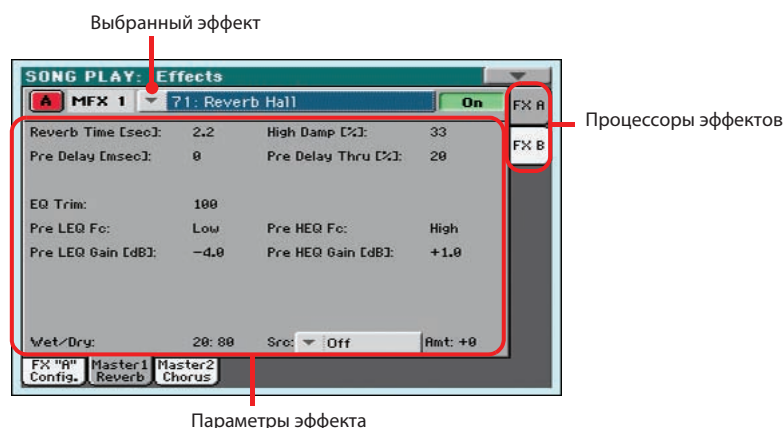 Выбранный эффект
SONG PLAY: Effects
A MFX 1 71: Reverb Hall On FX A
Процессоры эффектов
FX B
Reverb Time [sec]: 2.2 High Damp [%]: 33
Pre Delay [msec]: 0 Pre Delay Thru [%]: 20
EQ Trim: 100
Pre LEQ Fc: Low Pre HEQ Fc: High
Pre LEQ Gain [dB]: -4.0 Pre HEQ Gain [dB]: +1.0
Wet/Dry: 20: 80 Src: Off Amt: +0
FX "A" Config. Master1 Reverb Master2 Chorus
Параметры эффекта